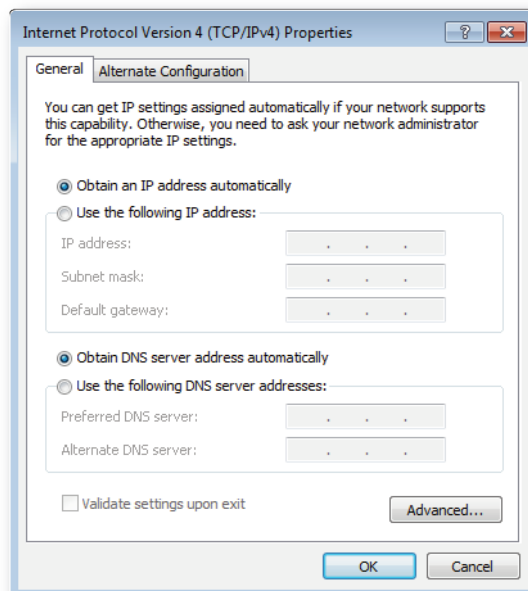 Internet Protocol Version 4 (TCP/IPv4) Properties
General Alternate Configuration
You can get IP settings assigned automatically if your network supports
this capability. Otherwise, you need to ask your network administrator
for the appropriate IP settings.
Obtain an IP address automatically
Use the following IP address:
IP address: . . .
Subnet mask: . . .
Default gateway: . . .
Obtain DNS server address automatically
Use the following DNS server addresses:
Preferred DNS server: . . .
Alternate DNS server: . . .
Validate settings upon exit
Advanced...
OK Cancel